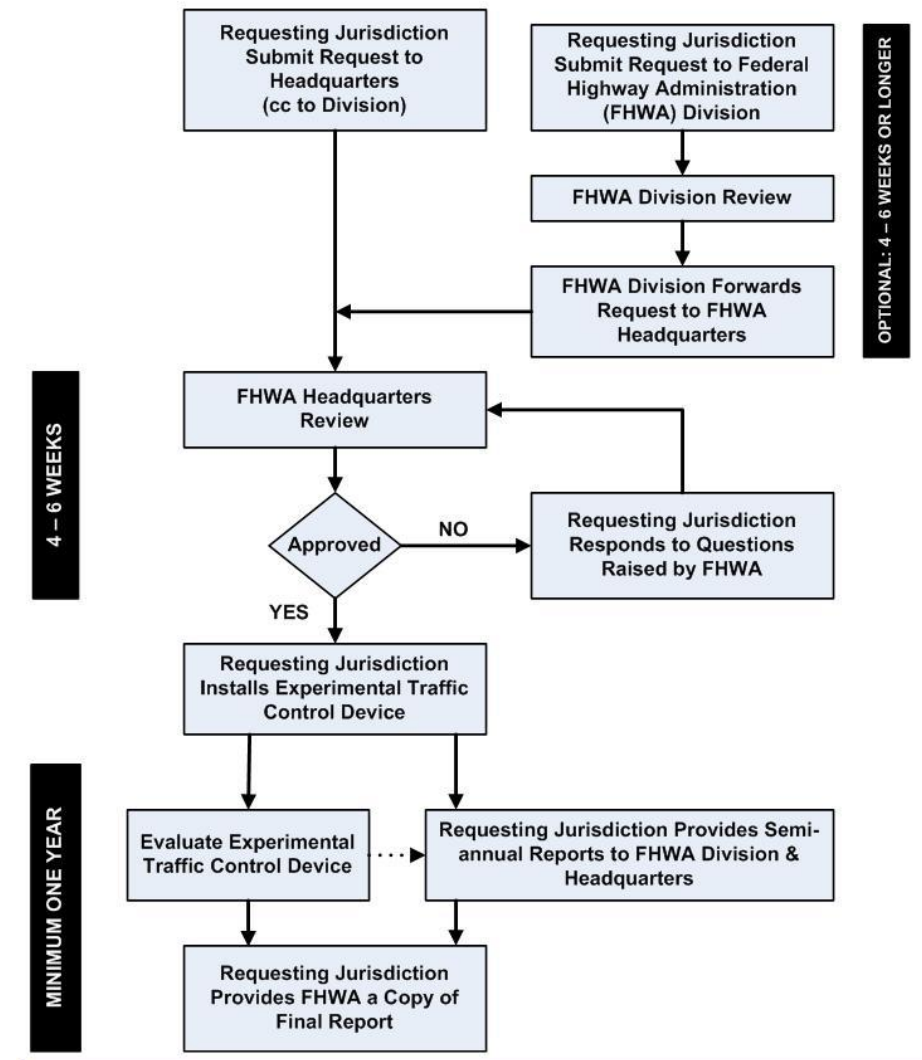 Requesting Jurisdiction
Submit Request to
Headquarters
(cc to Division)
Requesting Jurisdiction
Submit Request to Federal
Highway Administration
(FHWA) Division
FHWA Division Review
FHWA Division Forwards
Request to FHWA
Headquarters
OPTIONAL: 4 – 6 WEEKS OR LONGER
FHWA Headquarters
Review
4 – 6 WEEKS
Approved
NO
Requesting Jurisdiction
Responds to Questions
Raised by FHWA
YES
Requesting Jurisdiction
Installs Experimental Traffic
Control Device
MINIMUM ONE YEAR
Evaluate Experimental
Traffic Control Device
Requesting Jurisdiction Provides Semi-
annual Reports to FHWA Division &
Headquarters
Requesting Jurisdiction
Provides FHWA a Copy of
Final Report